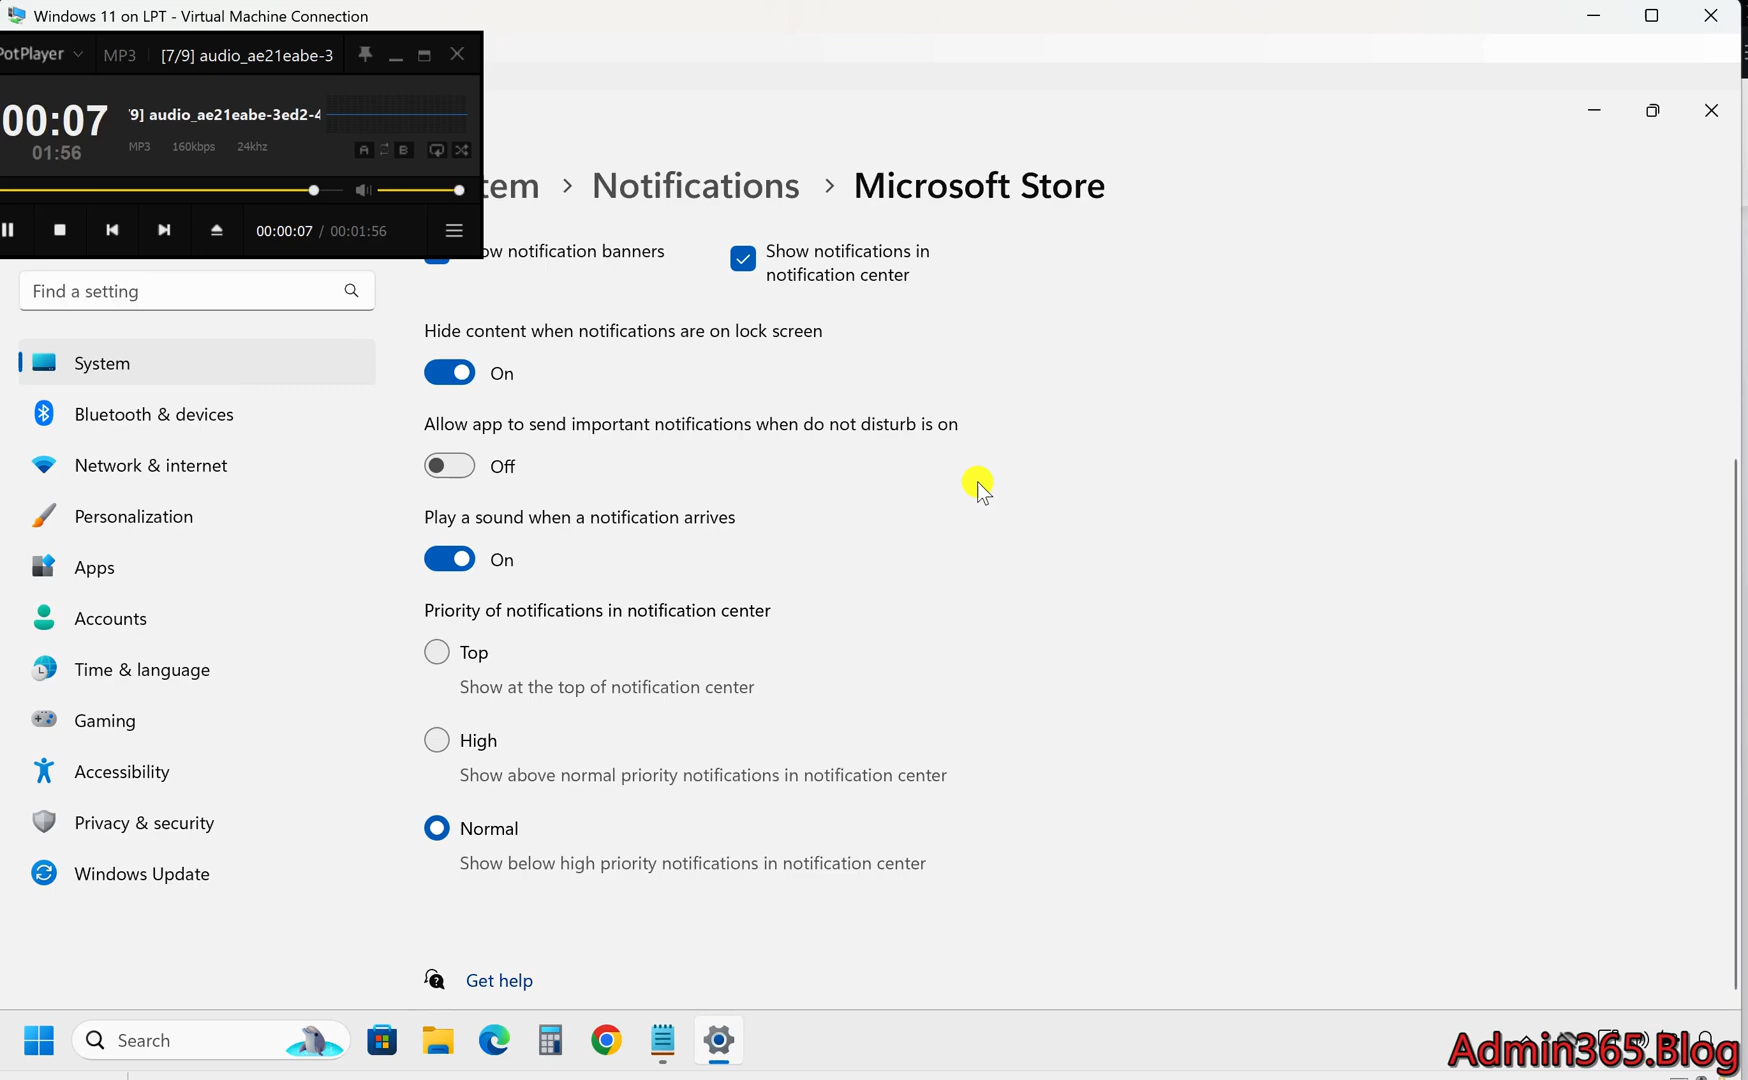 Windows 11 on LPT - Virtual Machine Connection
PotPlayer MP3 [7/9] audio_ae21eabe-3
00:07
01:56
9] audio_ae21eabe-3ed2-4
MP3 160kbps 24khz
A B
00:00:07 / 00:01:56
tem > Notifications > Microsoft Store
ow notification banners
Show notifications in
notification center
Find a setting
System
Bluetooth & devices
Network & internet
Personalization
Apps
Accounts
Time & language
Gaming
Accessibility
Privacy & security
Windows Update
Hide content when notifications are on lock screen
On
Allow app to send important notifications when do not disturb is on
Off
Play a sound when a notification arrives
On
Priority of notifications in notification center
Top
Show at the top of notification center
High
Show above normal priority notifications in notification center
Normal
Show below high priority notifications in notification center
Get help
Search
Admin365.Blog